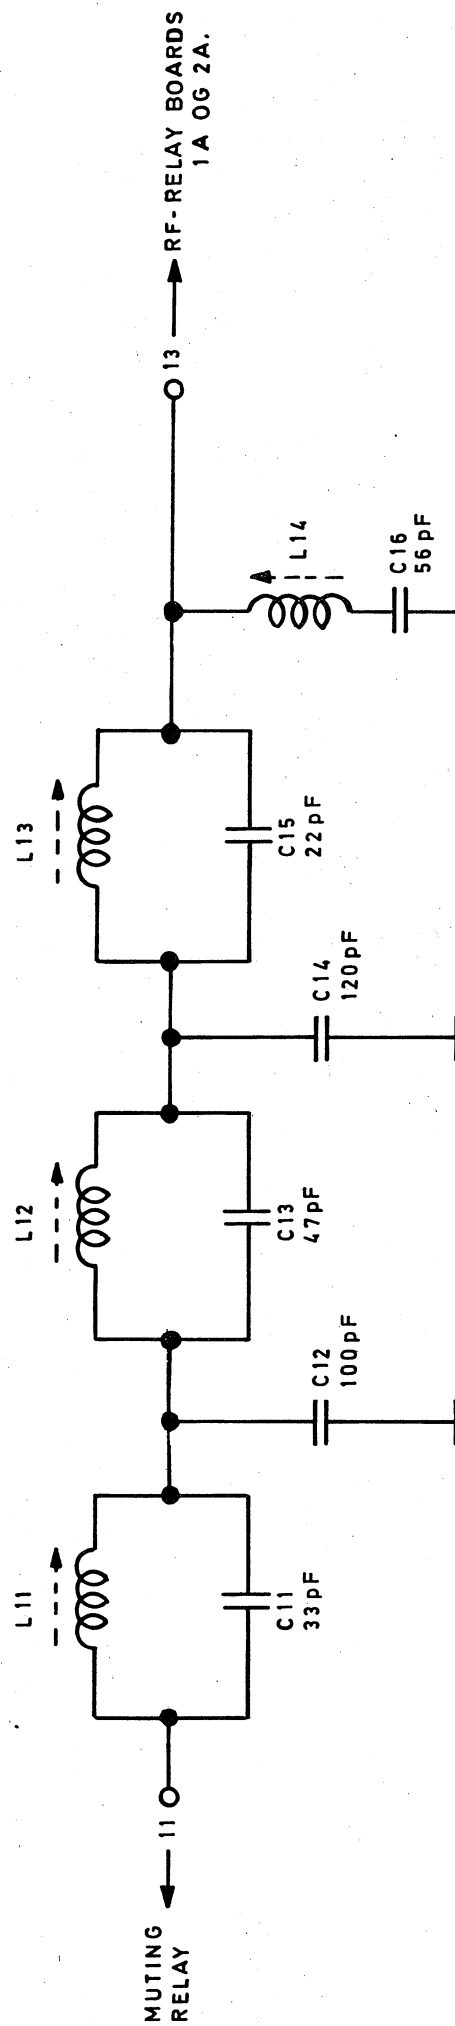 MUTING
RELAY
11
L11
C11
33pF
C12
100pF
L12
C13
47pF
C14
120pF
L13
C15
22pF
L14
C16
56pF
13
RF-RELAY BOARDS
1A OG 2A.